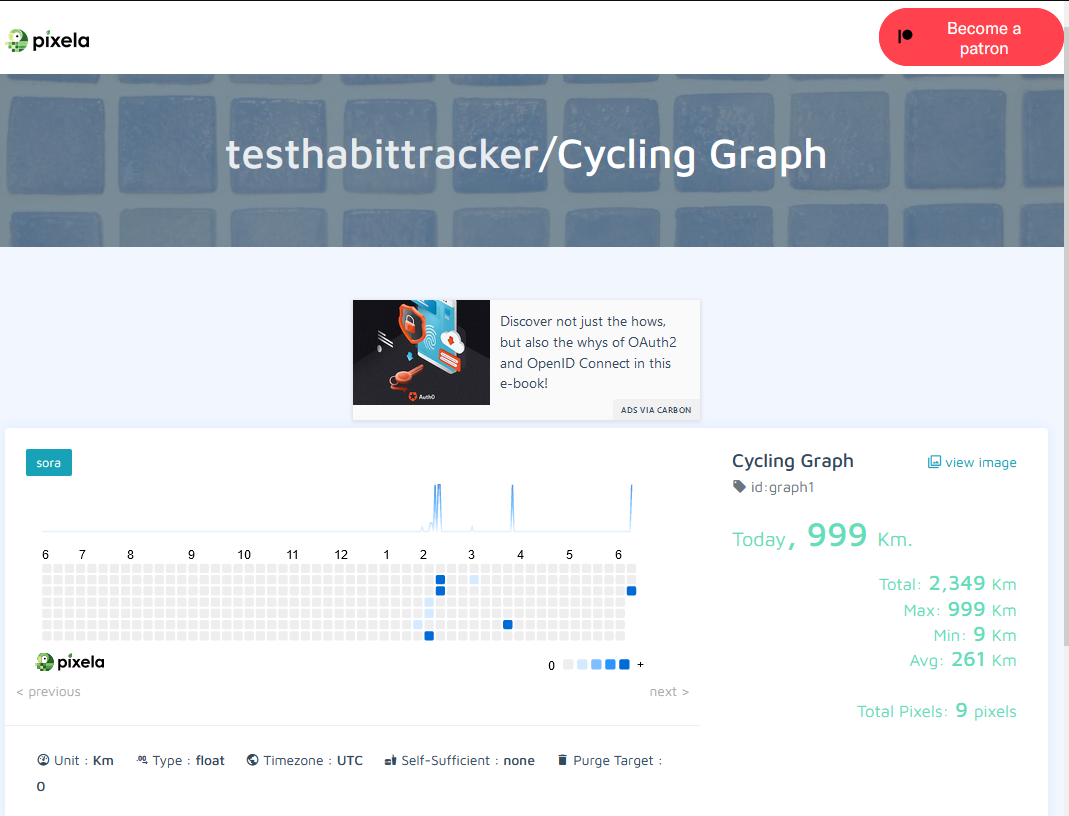 pixela
Become a
patron
testhabittracker/Cycling Graph
Discover not just the hows,
but also the whys of OAuth2
and OpenID Connect in this
e-book!
Auth0
ADS VIA CARBON
sora
Cycling Graph
view image
id:graph1
Today, 999 Km.
6 7 8 9 10 11 12 1 2 3 4 5 6
Total: 2,349 Km
Max: 999 Km
Min: 9 Km
Avg: 261 Km
pixela
0 +
< previous
next >
Total Pixels: 9 pixels
Unit : Km .00 Type : float Timezone : UTC Self-Sufficient : none Purge Target :
0